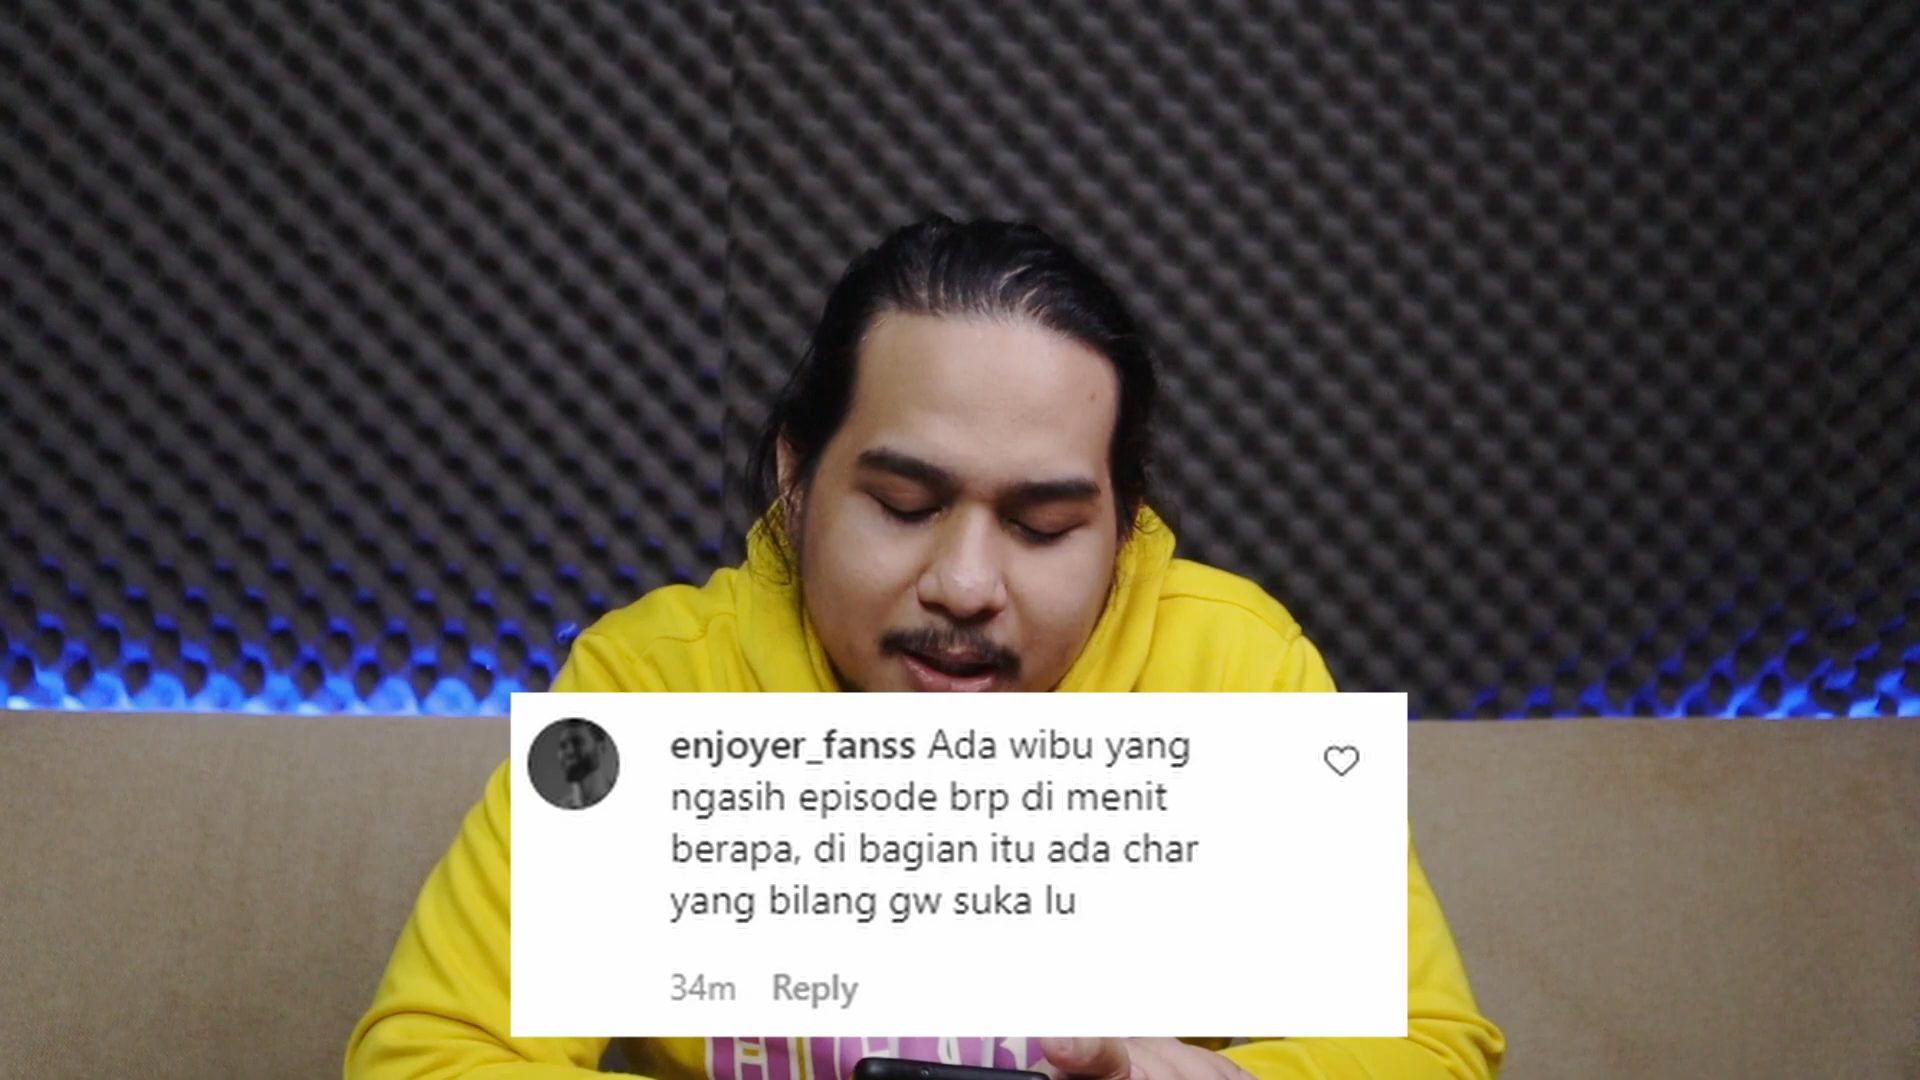 enjoyer_fanss Ada wibu yang
ngasih episode brp di menit
berapa, di bagian itu ada char
yang bilang gw suka lu
34m Reply